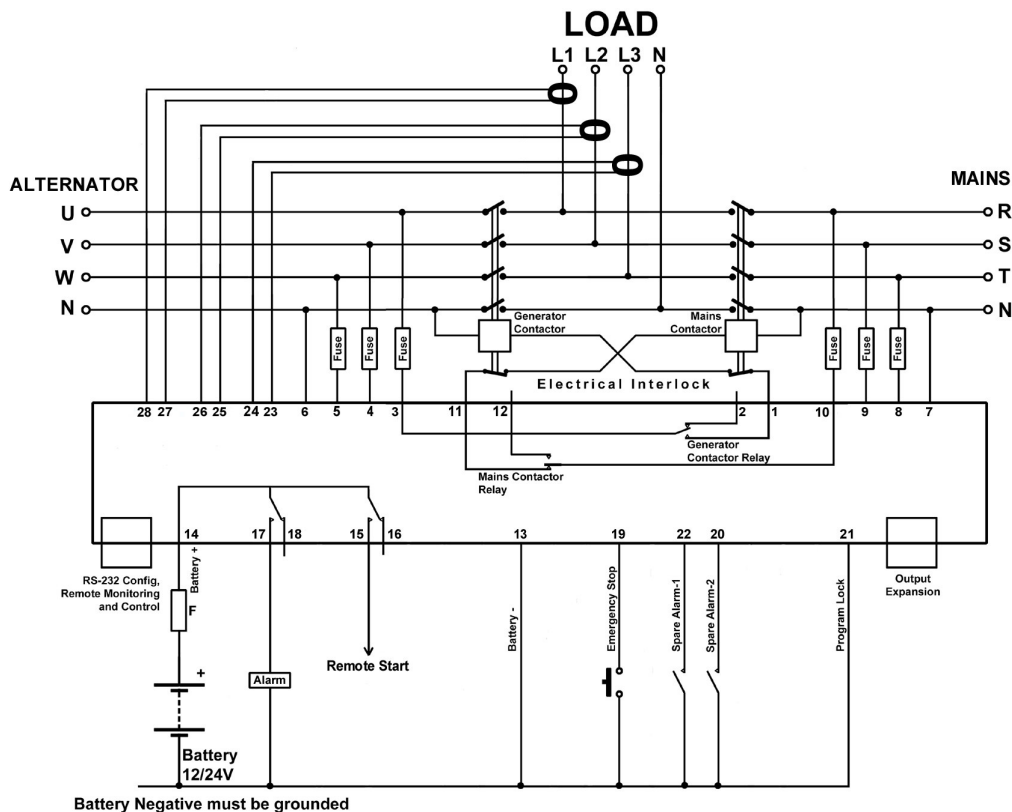 LOAD
L1 L2 L3 N
ALTERNATOR
MAINS
U
R
V
S
W
T
N
N
Generator
Contactor
Mains
Contactor
Fuse
Fuse
Fuse
Fuse
Fuse
Fuse
Electrical Interlock
28 27 26 25 24 23 6 5 4 3 11 12 2 1 10 9 8 7
Generator
Contactor Relay
Mains Contactor
Relay
14 17 18 15 16 13 19 22 20 21
RS-232 Config,
Remote Monitoring
and Control
Battery +
F
+
Alarm
Remote Start
Battery -
Emergency Stop
Spare Alarm-1
Spare Alarm-2
Program Lock
Output
Expansion
Battery
12/24V
Battery Negative must be grounded